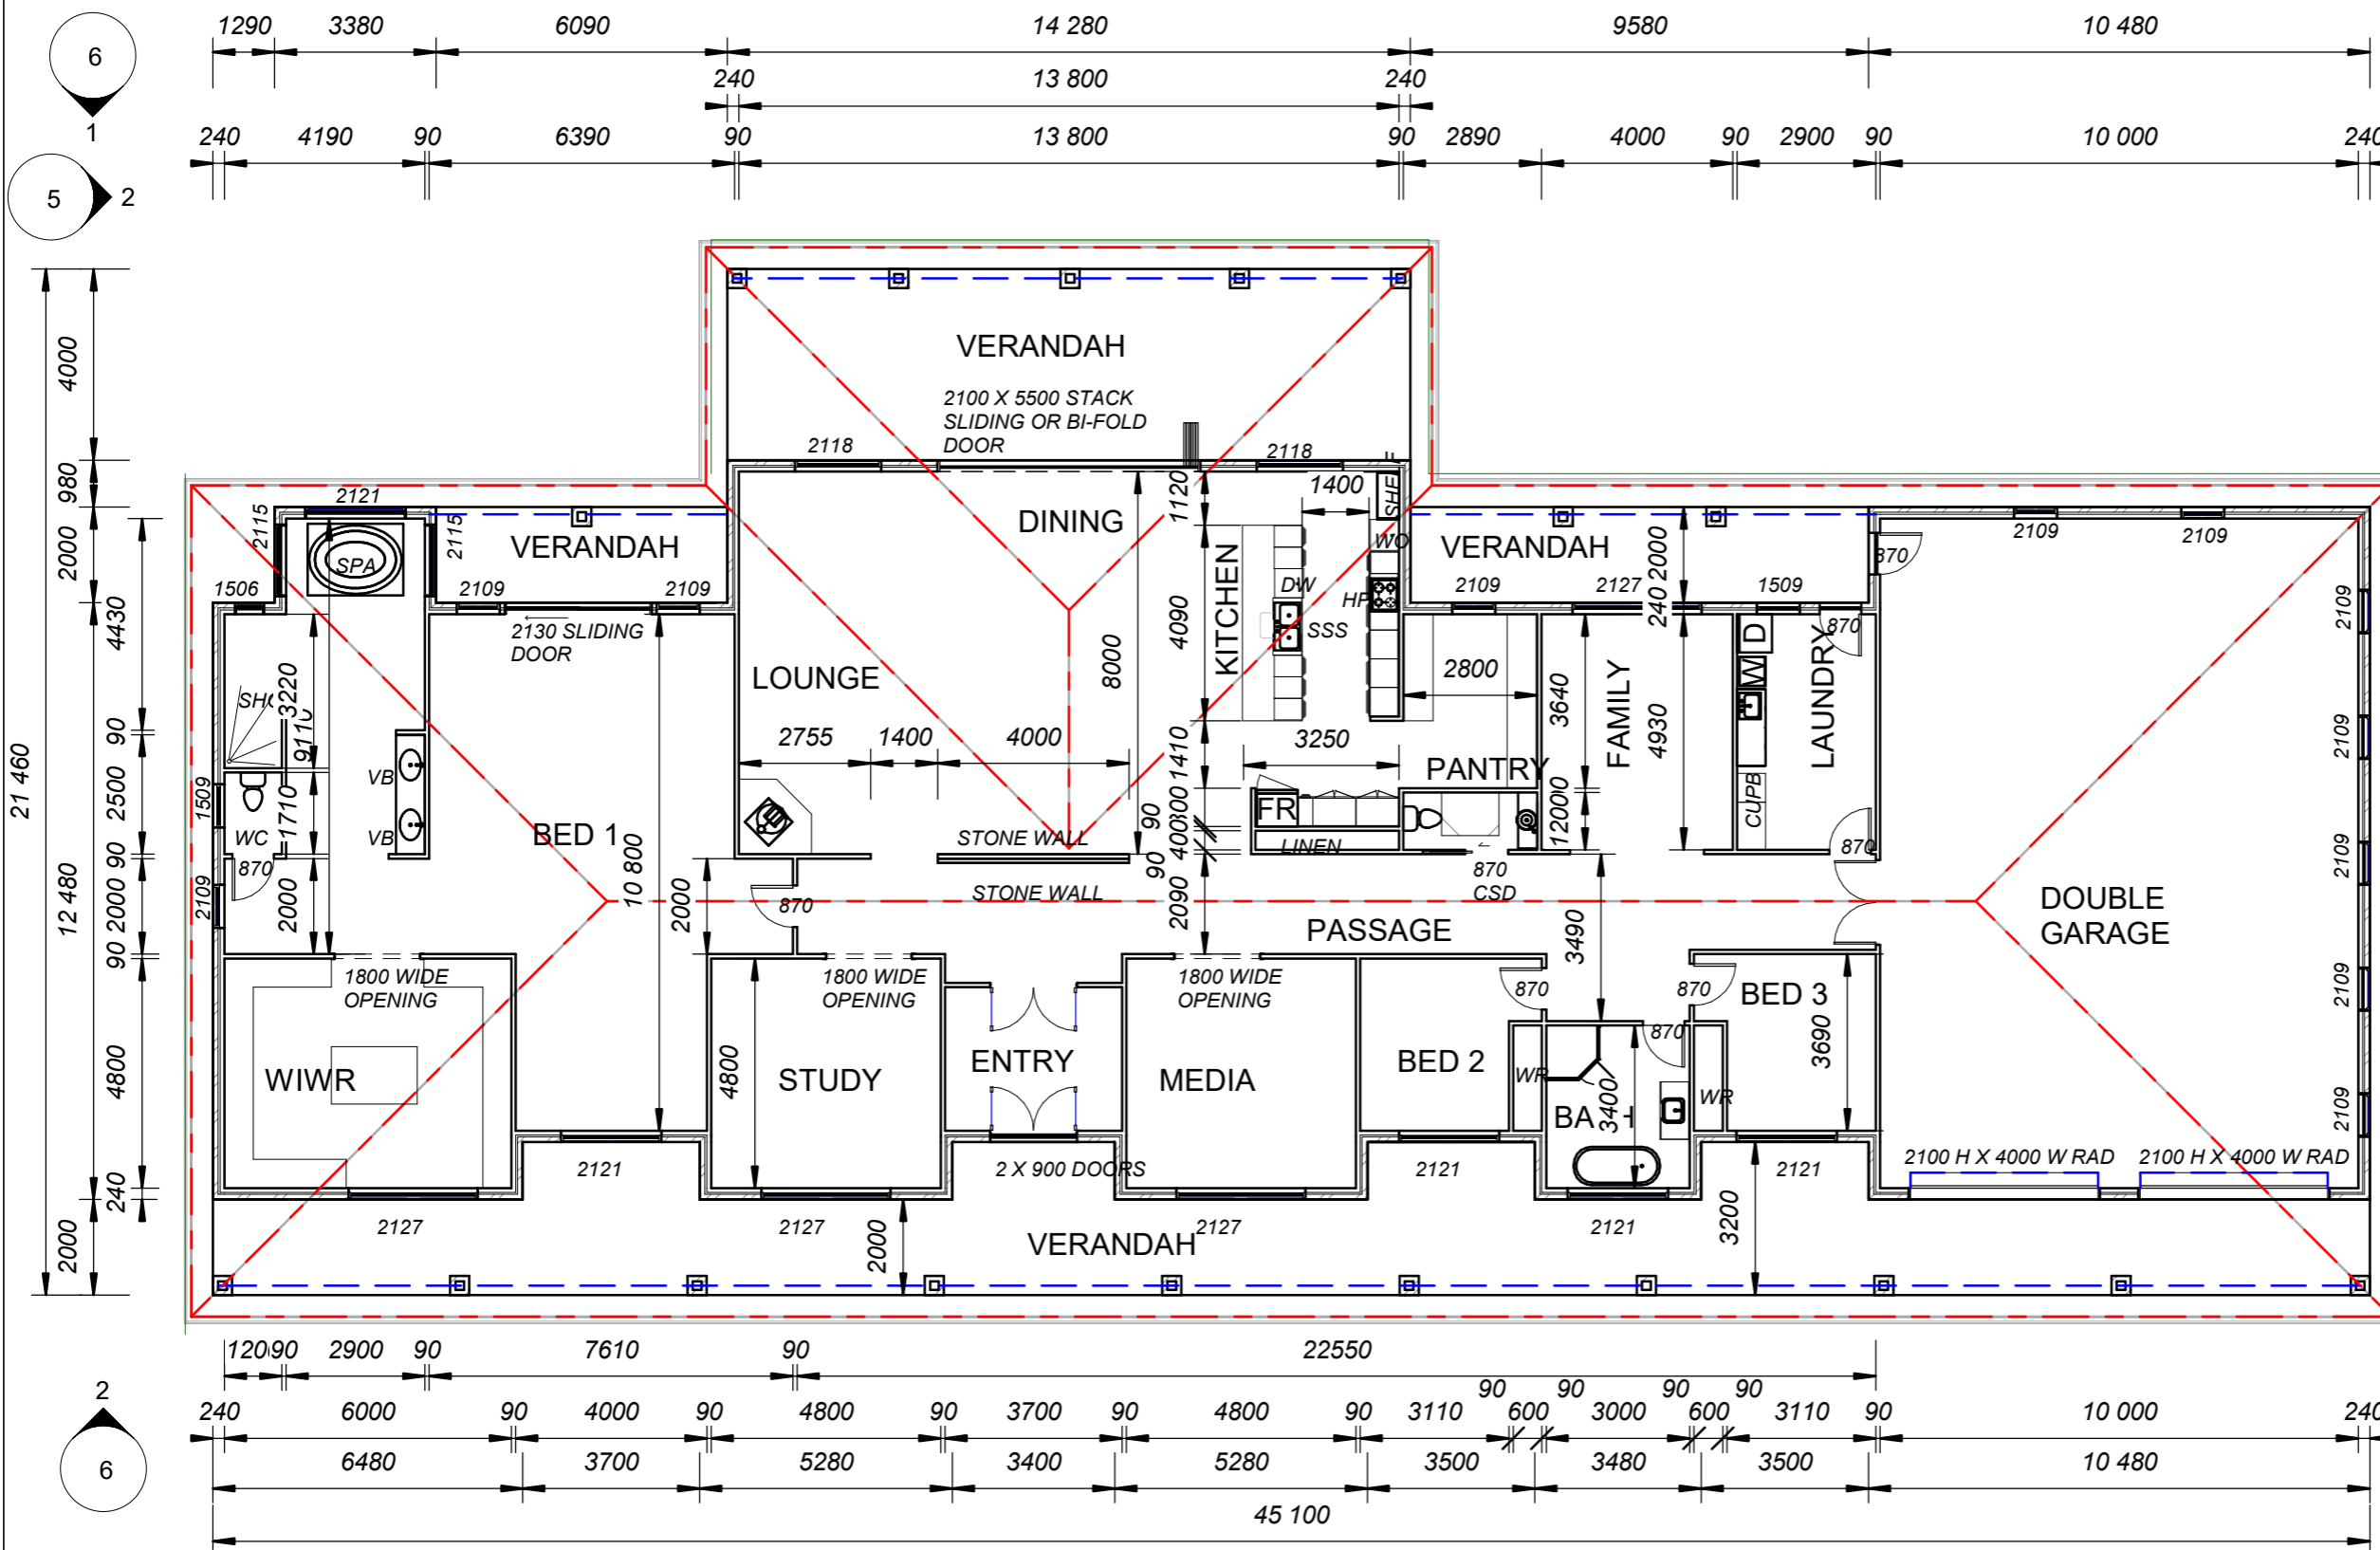 1290 3380 6090 14 280 9580 10 480
6
240 13 800 240
1
240 4190 90 6390 90 13 800 90 2890 4000 90 2900 90 10 000 240
5 2
VERANDAH
4000
2100 X 5500 STACK
SLIDING OR BI-FOLD
DOOR
2118 2118
980
1120 1400 SHELF
2121
2115 2115
DINING
VERANDAH VERANDAH
2000
WO
2109 2109
870
SPA
1506 2109 2109
DW HP
2109 2127 1509
240 2000
2109
2130 SLIDING
DOOR
4430
KITCHEN
4090
SSS
870
D
W
LAUNDRY
LOUNGE
8000
2800
3640
FAMILY
4930
3220
9110
90
2755 1400 4000
1410
3250
2109
PANTRY
21 460
2500
1509
1710
VB
VB
WC
BED 1
FR
800
90
400
90
LINEN
1200
CUPB
STONE WALL
870
90
870
870
CSD
2109
12 480
2000
2109
2000
10 800
2000
870
STONE WALL
2090
PASSAGE
3490
DOUBLE
GARAGE
90
1800 WIDE
OPENING
1800 WIDE
OPENING
1800 WIDE
OPENING
870 870
BED 3
2109
870
4800
WIWR
4800
STUDY
ENTRY
MEDIA
BED 2
WR
3400
WR
3690
2109
240
2121
2 X 900 DOORS
2121
2121
2100 H X 4000 W RAD 2100 H X 4000 W RAD
2127 2127 2127 2121
2000
2000
VERANDAH
3200
90 2900 90 7610 90 22550
2
90 90 90 90
240 6000 90 4000 90 4800 90 3700 90 4800 90 3110 600 3000 600 3110 90 10 000 240
6
6480 3700 5280 3400 5280 3500 3480 3500 10 480
45 100